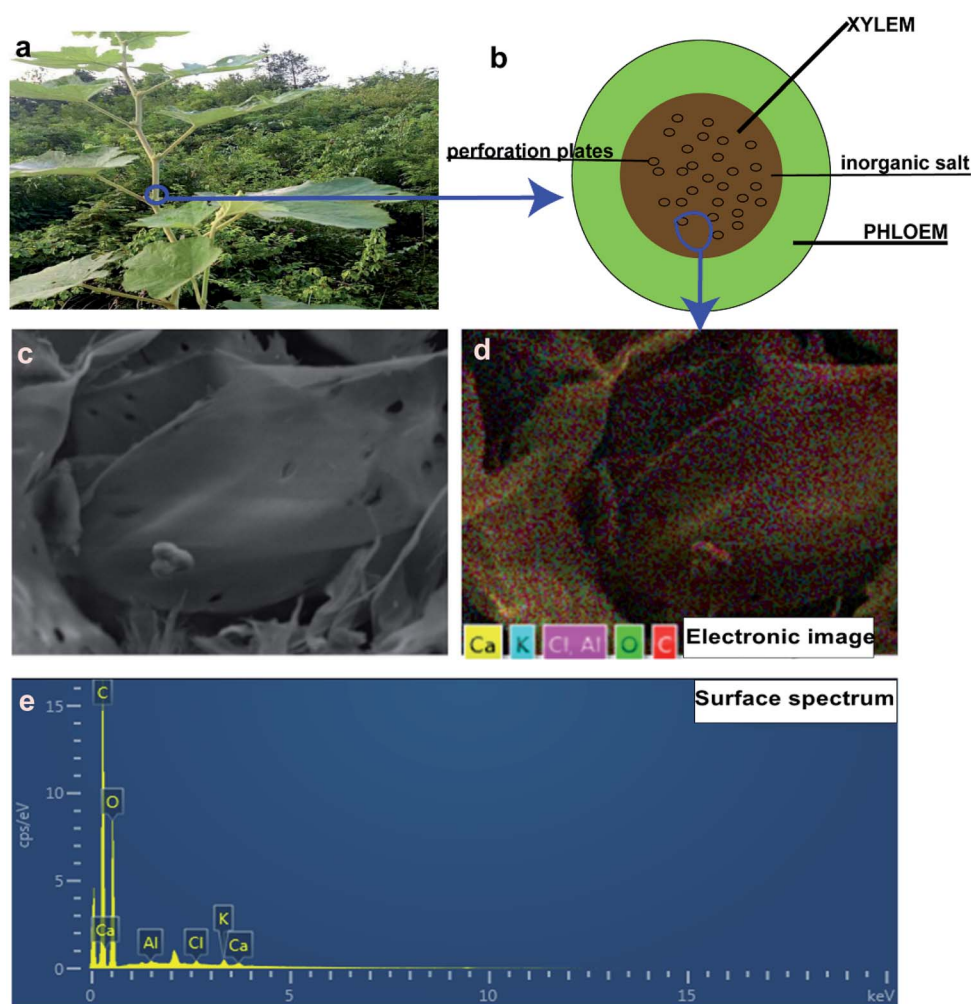 a
b
XYLEM
perforation plates
inorganic salt
PHLOEM
c
d
Ca K Cl, Al O C Electronic image
e
Surface spectrum
C
15
O
10
cps/eV
5
K
Ca Al Cl Ca
0
0 5 10 15 keV